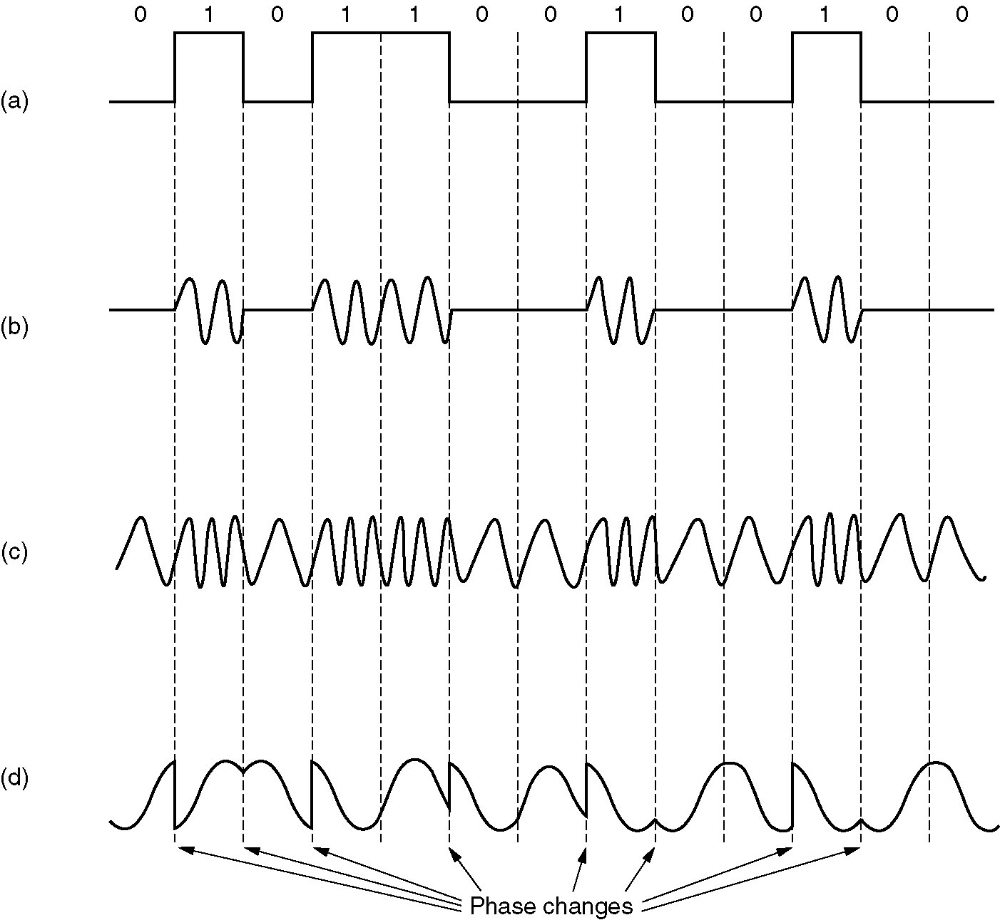 0 1 0 1 1 0 0 1 0 0 1 0 0
(a)
(b)
(c)
(d)
Phase changes